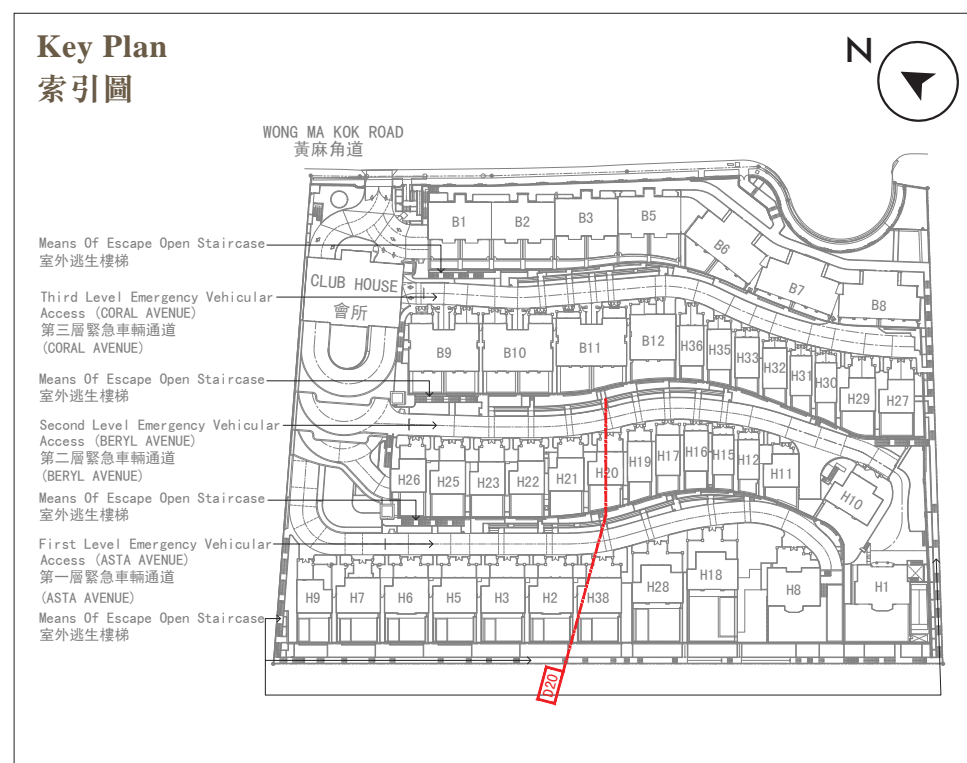 Key Plan
索引圖
N
WONG MA KOK ROAD
黃麻角道
B1
B2
B3
B5
B6
B7
B8
Means Of Escape Open Staircase
室外逃生樓梯
CLUB HOUSE
會所
Third Level Emergency Vehicular
Access (CORAL AVENUE)
第三層緊急車輛通道
(CORAL AVENUE)
B9
B10
B11
B12
H36
H35
H33
H32
H31
H30
H29
H27
Means Of Escape Open Staircase
室外逃生樓梯
Second Level Emergency Vehicular
Access (BERYL AVENUE)
第二層緊急車輛通道
(BERYL AVENUE)
H26
H25
H23
H22
H21
H20
H19
H17
H16
H15
H12
H11
H10
Means Of Escape Open Staircase
室外逃生樓梯
First Level Emergency Vehicular
Access (ASTA AVENUE)
第一層緊急車輛通道
(ASTA AVENUE)
H9
H7
H6
H5
H3
H2
H38
H28
H18
H8
H1
Means Of Escape Open Staircase
室外逃生樓梯
D20